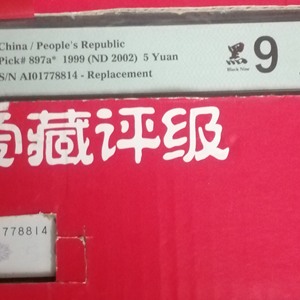 China / People's Republic
Pick# 897a* 1999 (ND 2002) 5 Yuan
S/N AI01778814 - Replacement
9
藏评级
778814